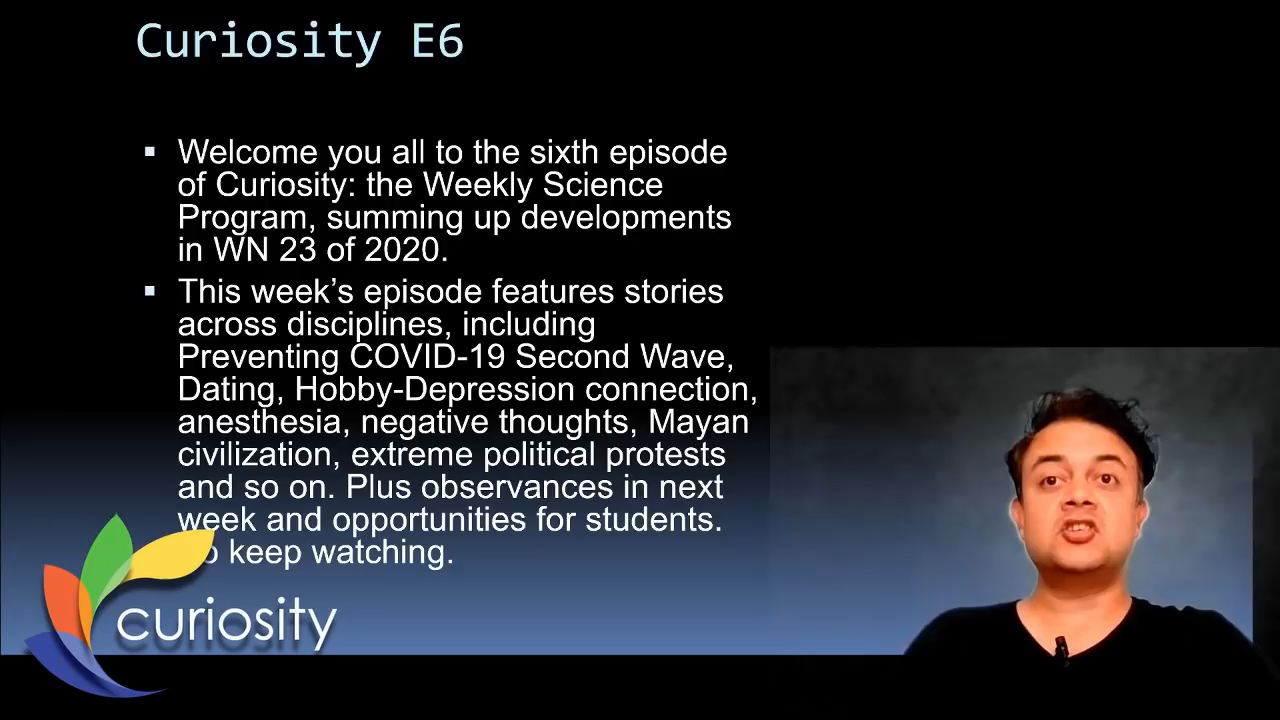 Curiosity E6
Welcome you all to the sixth episode
of Curiosity: the Weekly Science
Program, summing up developments
in WN 23 of 2020.
This week’s episode features stories
across disciplines, including
Preventing COVID-19 Second Wave,
Dating, Hobby-Depression connection,
anesthesia, negative thoughts, Mayan
civilization, extreme political protests
and so on. Plus observances in next
week and opportunities for students.
keep watching.
curiosity